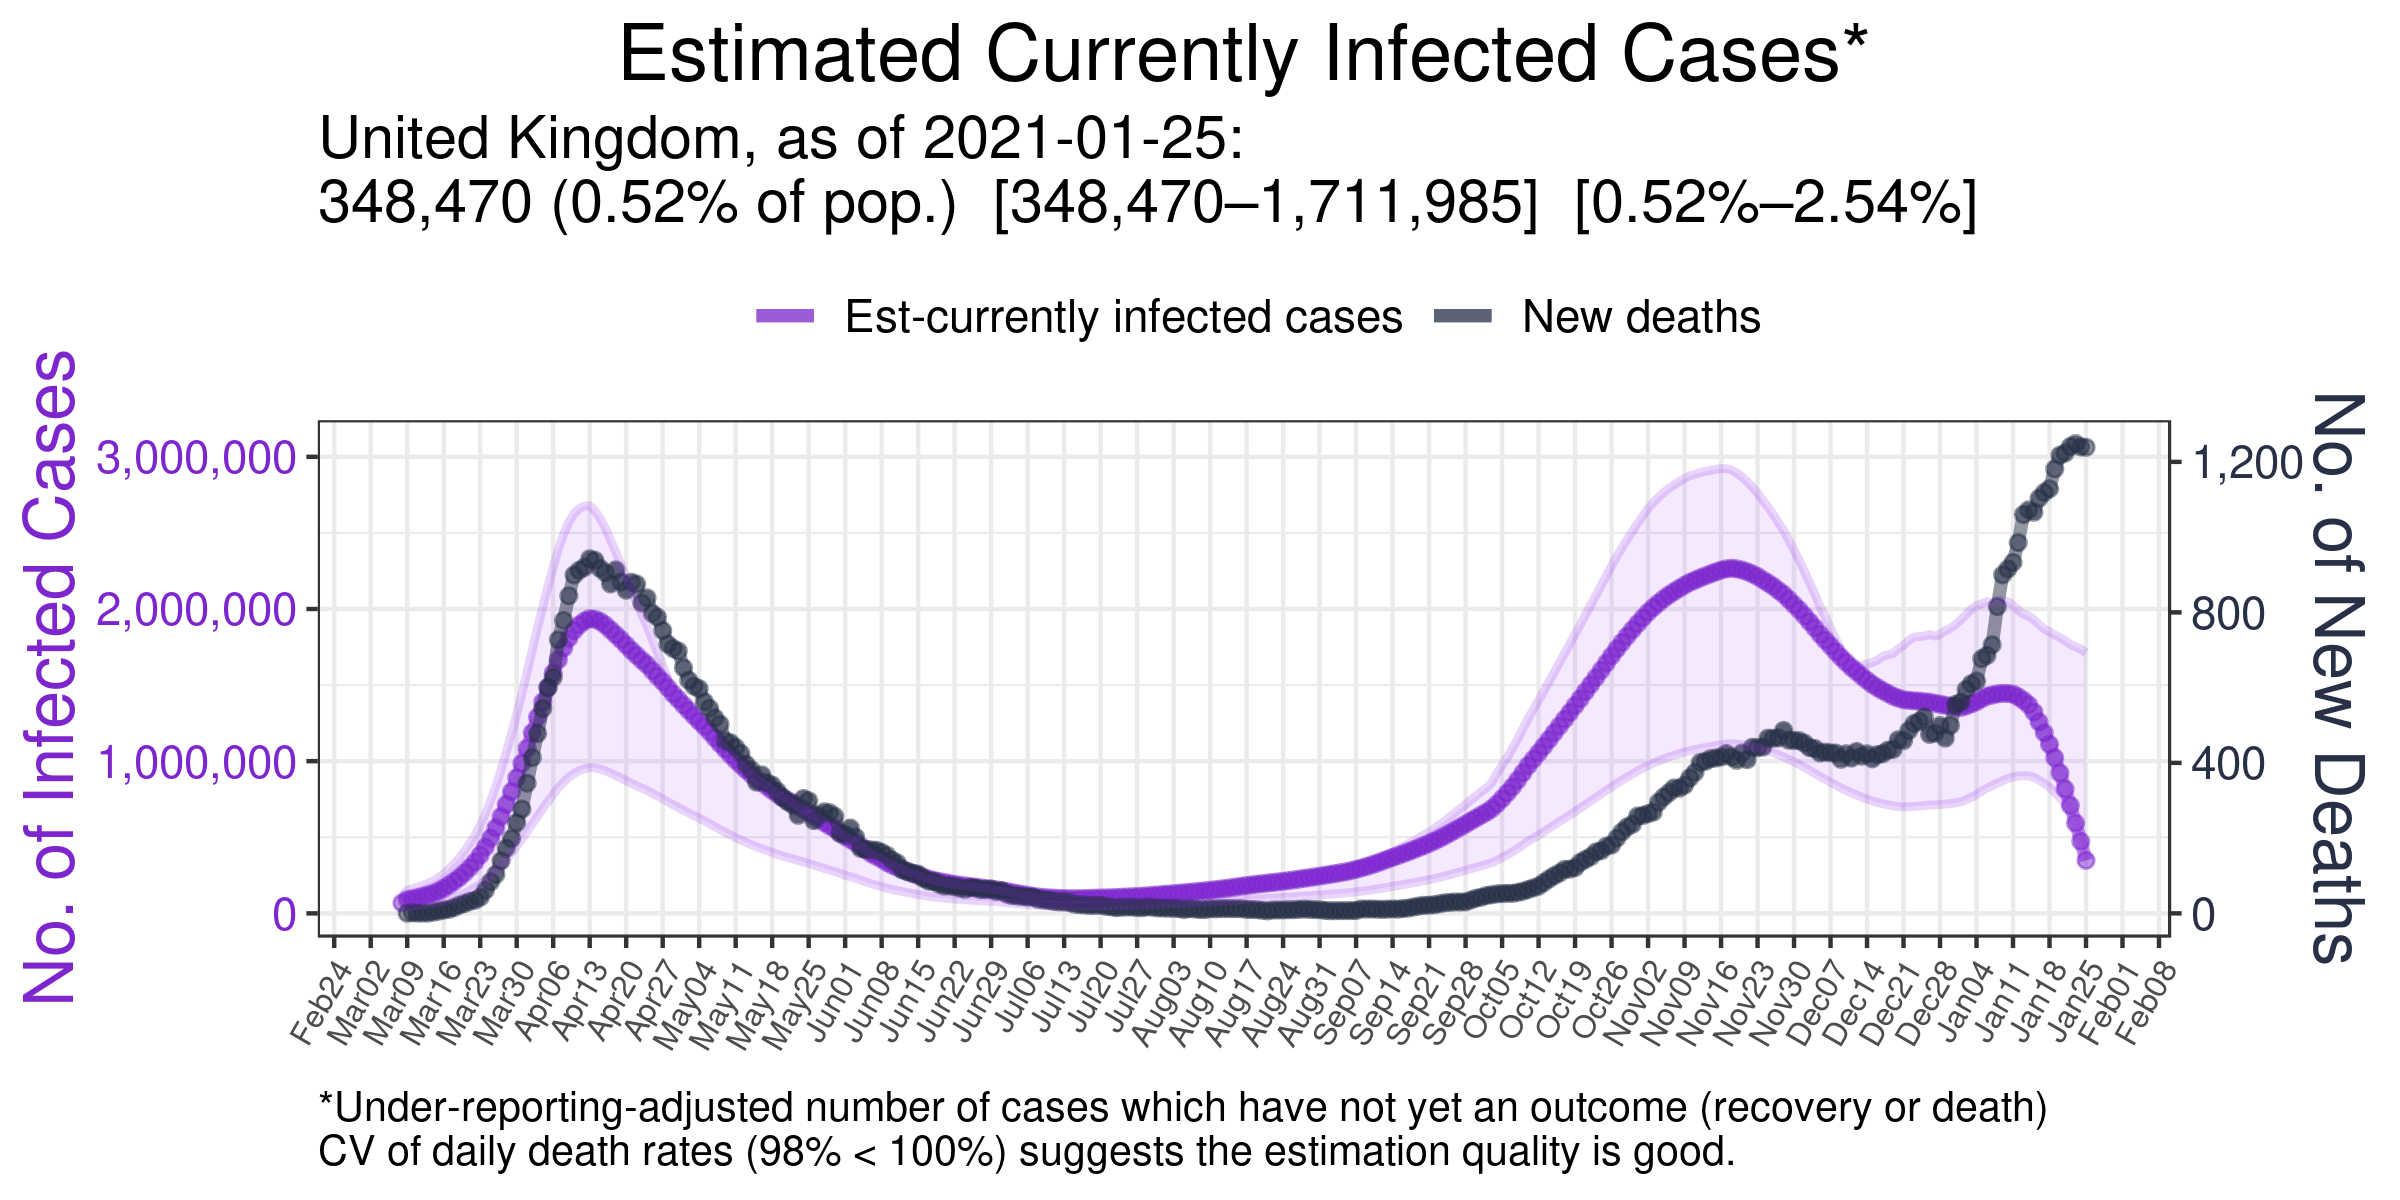 Estimated Currently Infected Cases*
United Kingdom, as of 2021-01-25:
348,470 (0.52% of pop.)  [348,470–1,711,985]  [0.52%–2.54%]
Est-currently infected cases
New deaths
No. of Infected Cases
3,000,000
2,000,000
1,000,000
0
1,200
800
400
0
No. of New Deaths
Feb24
Mar02
Mar09
Mar16
Mar23
Mar30
Apr06
Apr13
Apr20
Apr27
May04
May11
May18
May25
Jun01
Jun08
Jun15
Jun22
Jun29
Jul06
Jul13
Jul20
Jul27
Aug03
Aug10
Aug17
Aug24
Aug31
Sep07
Sep14
Sep21
Sep28
Oct05
Oct12
Oct19
Oct26
Nov02
Nov09
Nov16
Nov23
Nov30
Dec07
Dec14
Dec21
Dec28
Jan04
Jan11
Jan18
Jan25
Feb01
Feb08
*Under-reporting-adjusted number of cases which have not yet an outcome (recovery or death)
CV of daily death rates (98% < 100%) suggests the estimation quality is good.